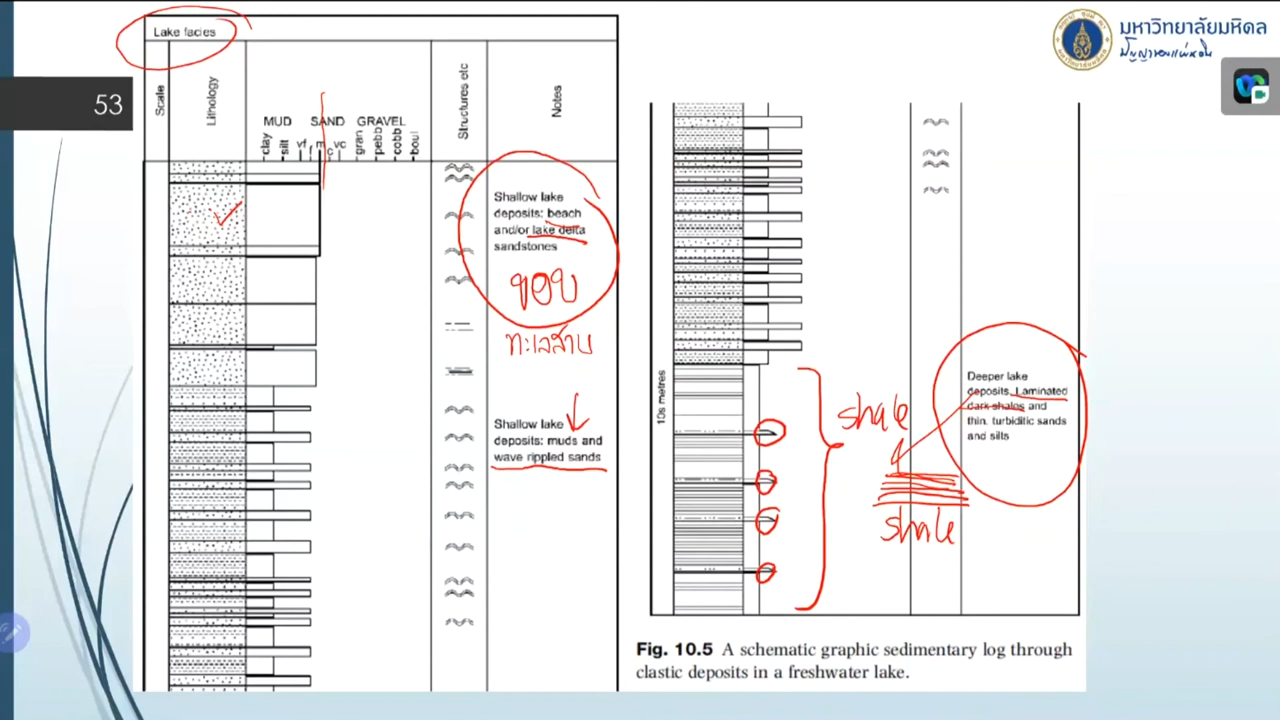 Lake facies
53
Scale
Lithology
MUD
SAND
GRAVEL
clay
silt
vf
f
m
c
vc
gran
pebb
cobb
boul
Structures etc
Notes
Shallow lake
deposits: beach
and/or lake delta
sandstones
ขอบ
ทะเลสาบ
Shallow lake
deposits: muds and
wave rippled sands
มหาวิทยาลัยมหิดล
ปัญญาของแผ่นดิน
10s metres
shale
Deeper lake
deposits. Laminated
dark shales and
thin. turbiditic sands
and silts
shale
Fig. 10.5 A schematic graphic sedimentary log through
clastic deposits in a freshwater lake.